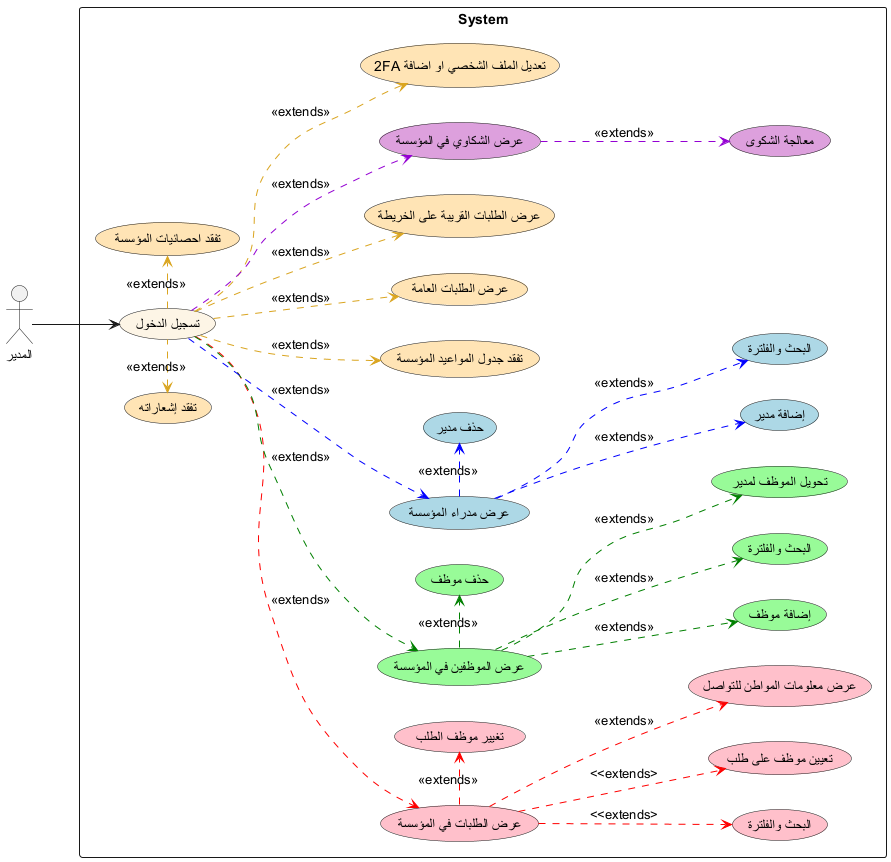 System
تعديل الملف الشخصي او اضافة 2FA
«extends»
عرض الشكاوي في المؤسسة
«extends»
معالجة الشكوى
«extends»
عرض الطلبات القريبة على الخريطة
تفقد احصائيات المؤسسة
«extends»
«extends»
عرض الطلبات العامة
«extends»
تسجيل الدخول
المدير
«extends»
تفقد جدول المواعيد المؤسسة
البحث والفلترة
«extends»
«extends»
«extends»
تفقد إشعاراته
حذف مدير
إضافة مدير
«extends»
«extends»
«extends»
تحويل الموظف لمدير
عرض مدراء المؤسسة
«extends»
البحث والفلترة
حذف موظف
«extends»
«extends»
إضافة موظف
«extends»
«extends»
عرض الموظفين في المؤسسة
عرض معلومات المواطن للتواصل
«extends»
تغيير موظف الطلب
تعيين موظف على طلب
«extends»
<<extends>
<<extends>
عرض الطلبات في المؤسسة
البحث والفلترة